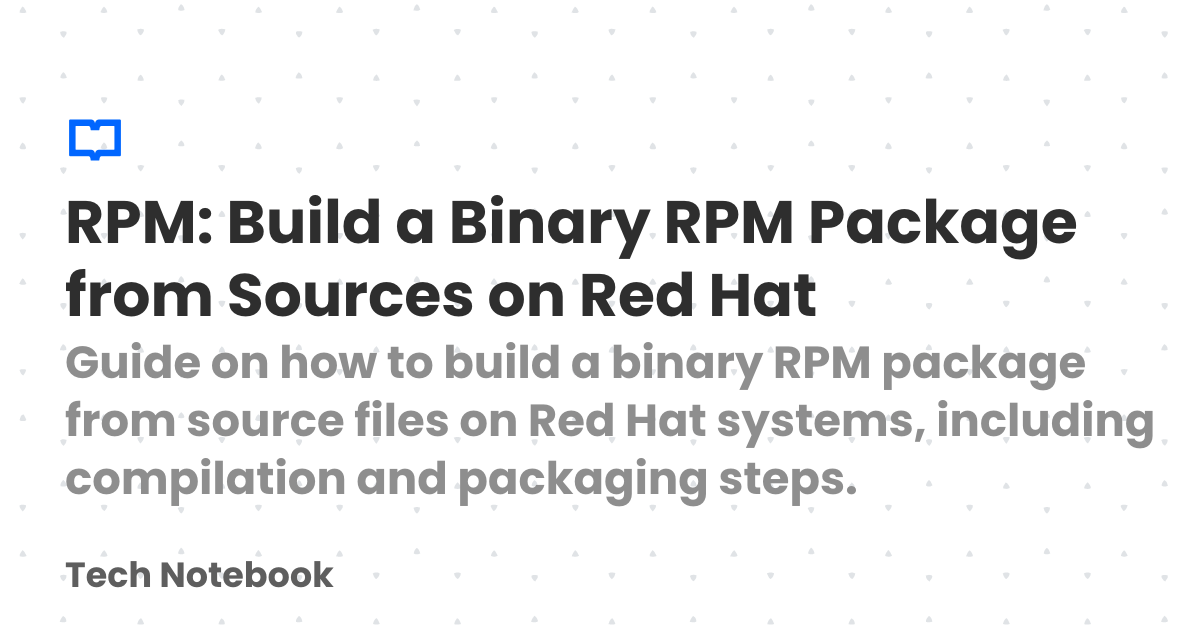 RPM: Build a Binary RPM Package
from Sources on Red Hat
Guide on how to build a binary RPM package
from source files on Red Hat systems, including
compilation and packaging steps.
Tech Notebook